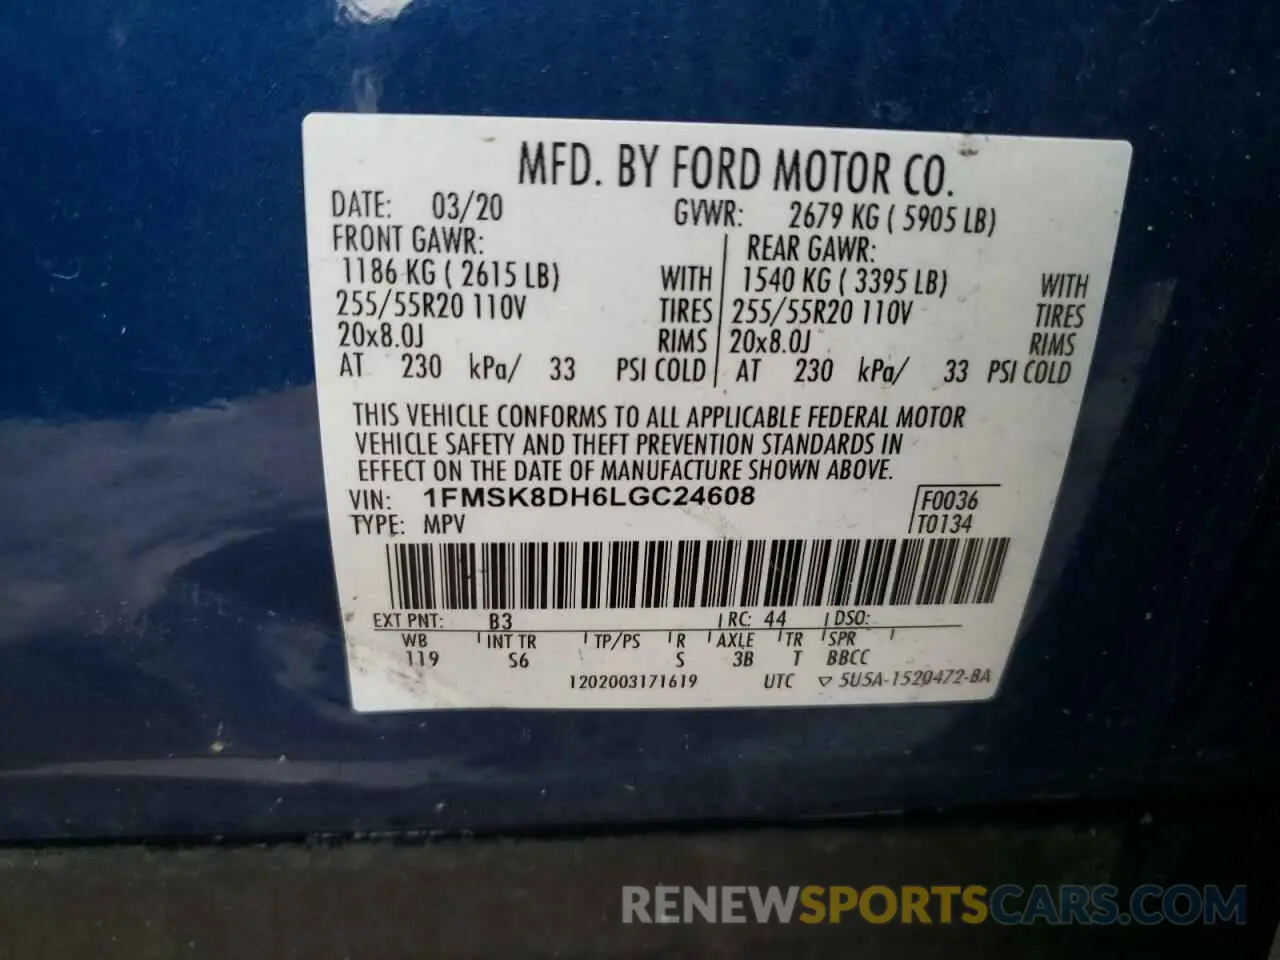 MFD. BY FORD MOTOR CO.
DATE: 03/20 GVWR: 2679 KG ( 5905 LB)
FRONT GAWR: REAR GAWR:
1186 KG ( 2615 LB) WITH 1540 KG ( 3395 LB) WITH
255/55R20 110V TIRES 255/55R20 110V TIRES
20x8.0J RIMS 20x8.0J RIMS
AT 230 kPa/ 33 PSI COLD AT 230 kPa/ 33 PSI COLD
THIS VEHICLE CONFORMS TO ALL APPLICABLE FEDERAL MOTOR
VEHICLE SAFETY AND THEFT PREVENTION STANDARDS IN
EFFECT ON THE DATE OF MANUFACTURE SHOWN ABOVE.
VIN: 1FMSK8DH6LGC24608 F0036
TYPE: MPV T0134
EXT PNT: B3 RC: 44 DSO:
WB INT TR TP/PS R AXLE TR SPR
119 S6 S 3B T BBCC
1202003171619 UTC ▽ 5U5A-1520472-BA
RENEWSPORTSCARS.COM